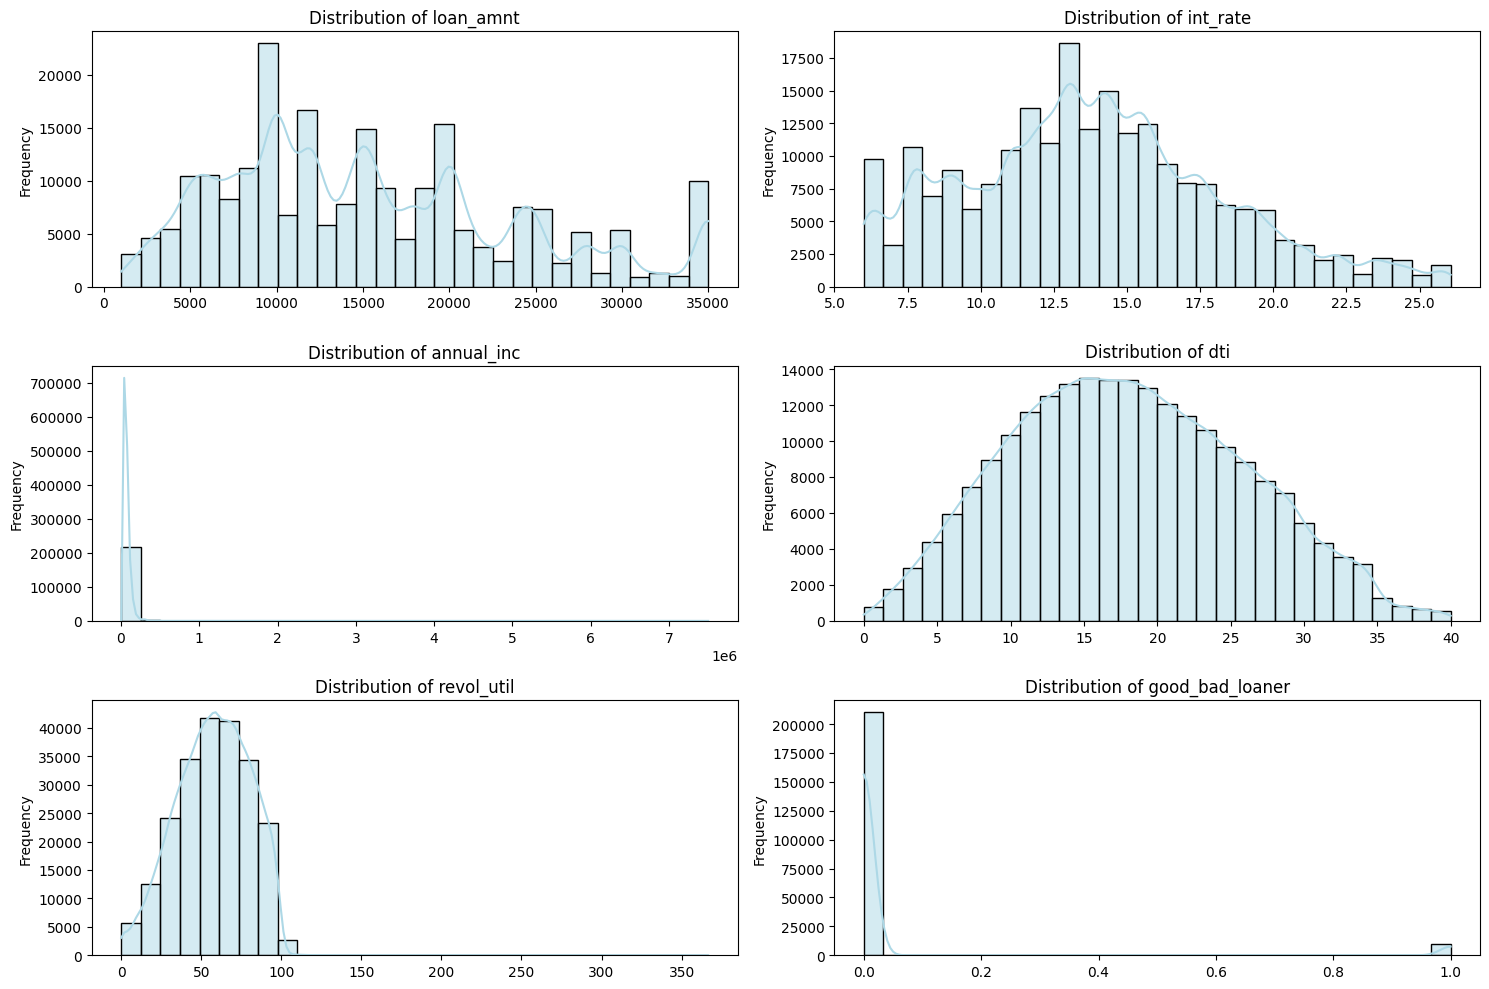 Distribution of loan_amnt
Frequency
20000
15000
10000
5000
0
0 5000 10000 15000 20000 25000 30000 35000
Distribution of int_rate
Frequency
17500
15000
12500
10000
7500
5000
2500
0
5.0 7.5 10.0 12.5 15.0 17.5 20.0 22.5 25.0
Distribution of annual_inc
Frequency
700000
600000
500000
400000
300000
200000
100000
0
0 1 2 3 4 5 6 7
1e6
Distribution of dti
Frequency
14000
12000
10000
8000
6000
4000
2000
0
0 5 10 15 20 25 30 35 40
Distribution of revol_util
Frequency
40000
35000
30000
25000
20000
15000
10000
5000
0
0 50 100 150 200 250 300 350
Distribution of good_bad_loaner
Frequency
200000
175000
150000
125000
100000
75000
50000
25000
0
0.0 0.2 0.4 0.6 0.8 1.0